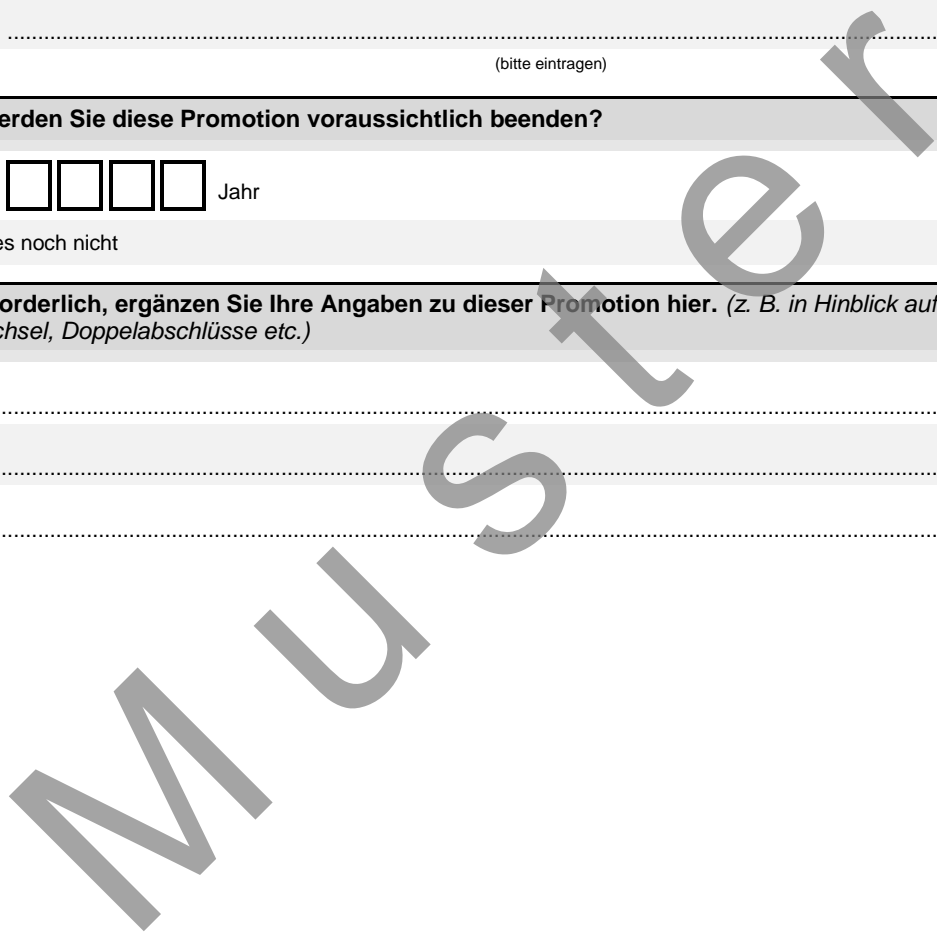 (bitte eintragen)
erden Sie diese Promotion voraussichtlich beenden?
Jahr
es noch nicht
orderlich, ergänzen Sie Ihre Angaben zu dieser Promotion hier. (z. B. in Hinblick auf
chsel, Doppelabschlüsse etc.)
Muster